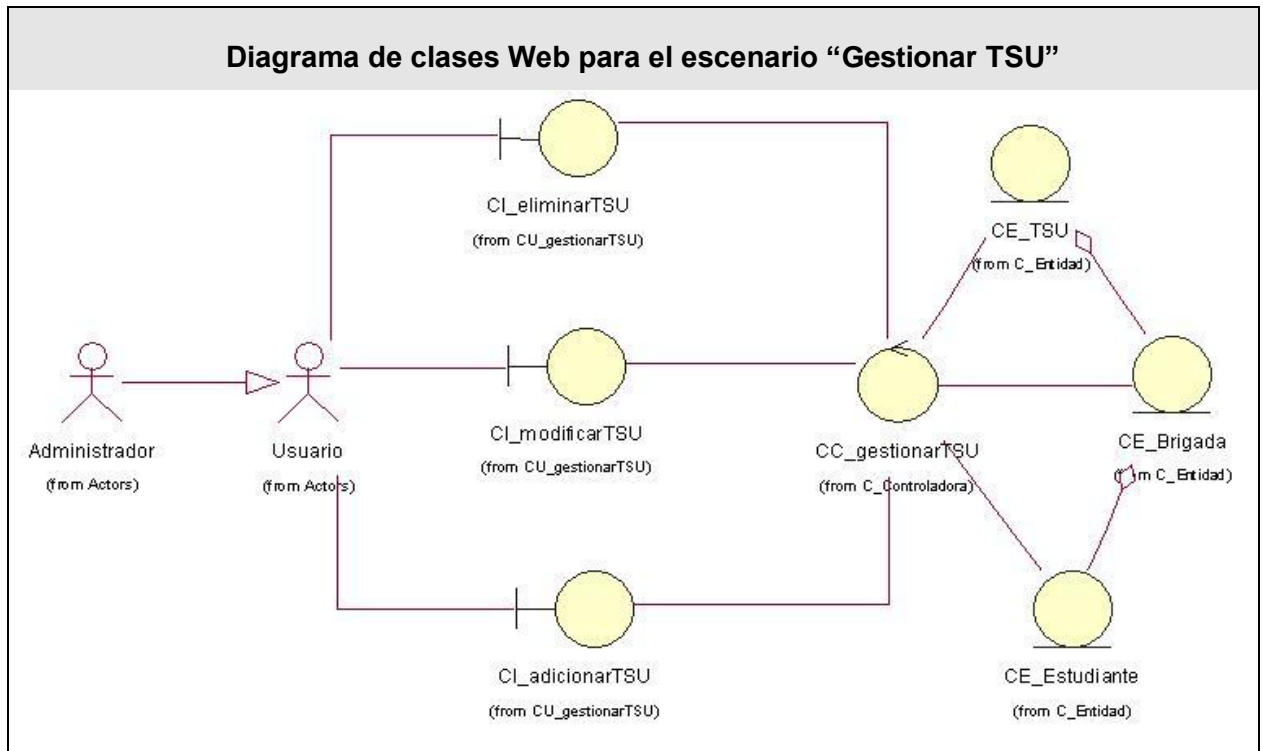 Diagrama de clases Web para el escenario “Gestionar TSU”
CI_eliminarTSU
(from CU_gestionarTSU)
CE_TSU
(from C_Entidad)
Administrador
(from Actors)
Usuario
(from Actors)
CI_modificarTSU
(from CU_gestionarTSU)
CC_gestionarTSU
(from C_Controladora)
CE_Brigada
(from C_Entidad)
CI_adicionarTSU
(from CU_gestionarTSU)
CE_Estudiante
(from C_Entidad)